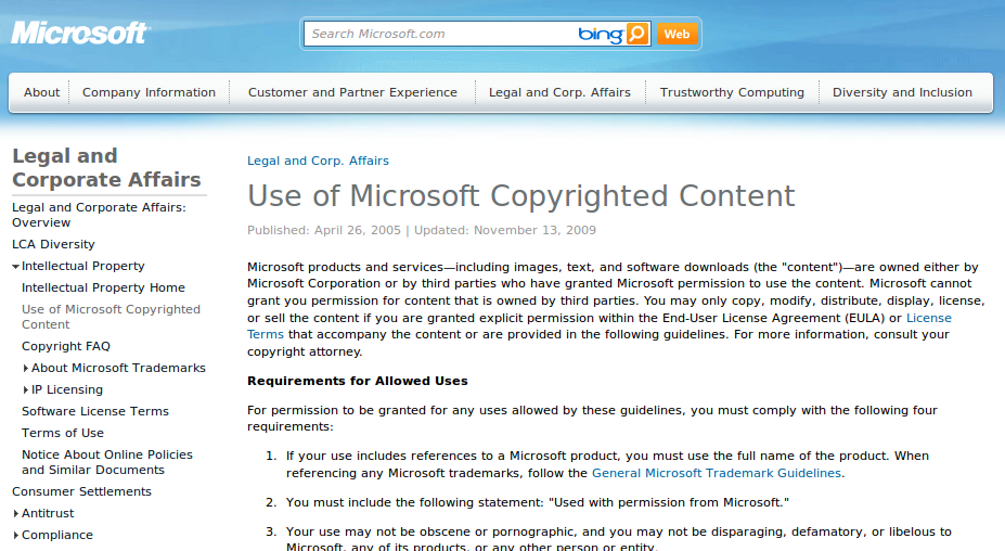 Microsoft
Search Microsoft.com
bing
Web
About
Company Information
Customer and Partner Experience
Legal and Corp. Affairs
Trustworthy Computing
Diversity and Inclusion
Legal and
Corporate Affairs
Legal and Corporate Affairs:
Overview
LCA Diversity
Intellectual Property
Intellectual Property Home
Use of Microsoft Copyrighted
Content
Copyright FAQ
About Microsoft Trademarks
IP Licensing
Software License Terms
Terms of Use
Notice About Online Policies
and Similar Documents
Consumer Settlements
Antitrust
Compliance
Legal and Corp. Affairs
Use of Microsoft Copyrighted Content
Published: April 26, 2005 | Updated: November 13, 2009
Microsoft products and services—including images, text, and software downloads (the "content")—are owned either by
Microsoft Corporation or by third parties who have granted Microsoft permission to use the content. Microsoft cannot
grant you permission for content that is owned by third parties. You may only copy, modify, distribute, display, license,
or sell the content if you are granted explicit permission within the End-User License Agreement (EULA) or License
Terms that accompany the content or are provided in the following guidelines. For more information, consult your
copyright attorney.
Requirements for Allowed Uses
For permission to be granted for any uses allowed by these guidelines, you must comply with the following four
requirements:
1. If your use includes references to a Microsoft product, you must use the full name of the product. When
referencing any Microsoft trademarks, follow the General Microsoft Trademark Guidelines.
2. You must include the following statement: "Used with permission from Microsoft."
3. Your use may not be obscene or pornographic, and you may not be disparaging, defamatory, or libelous to
Microsoft, any of its products, or any other person or entity.